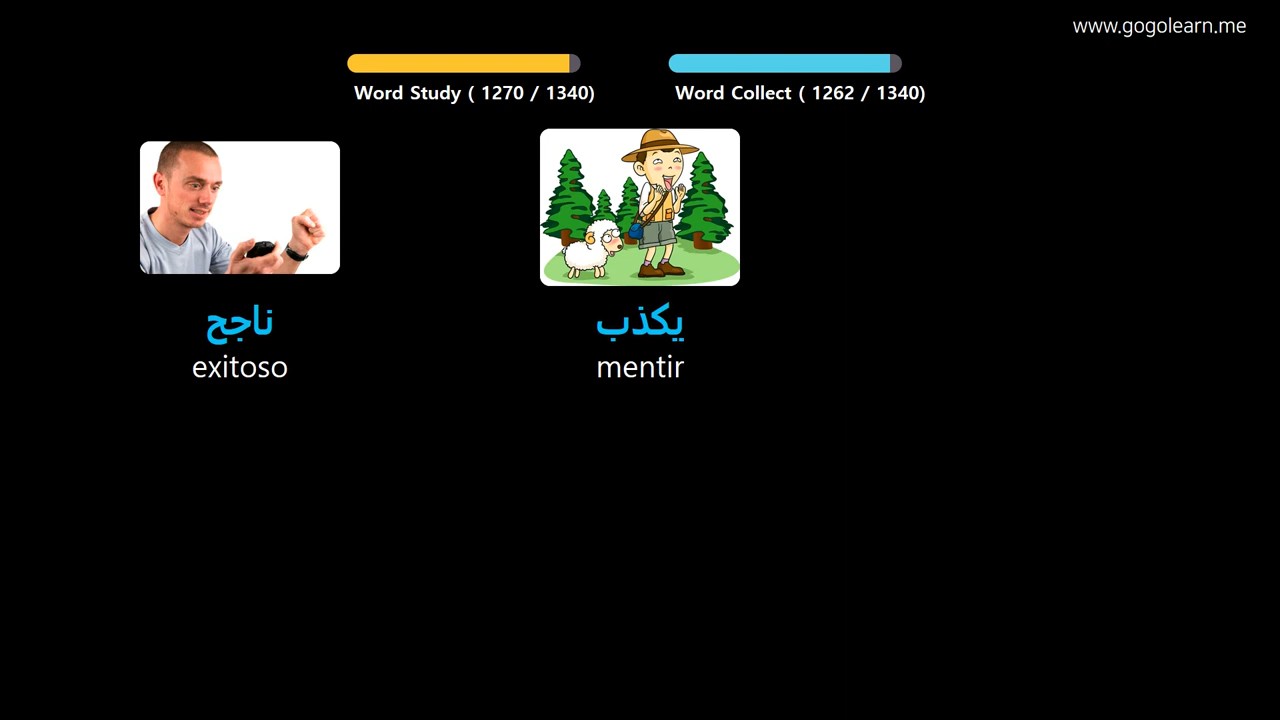 www.gogolearn.me
Word Study ( 1270 / 1340)
Word Collect ( 1262 / 1340)
ناجح
exitoso
يكذب
mentir